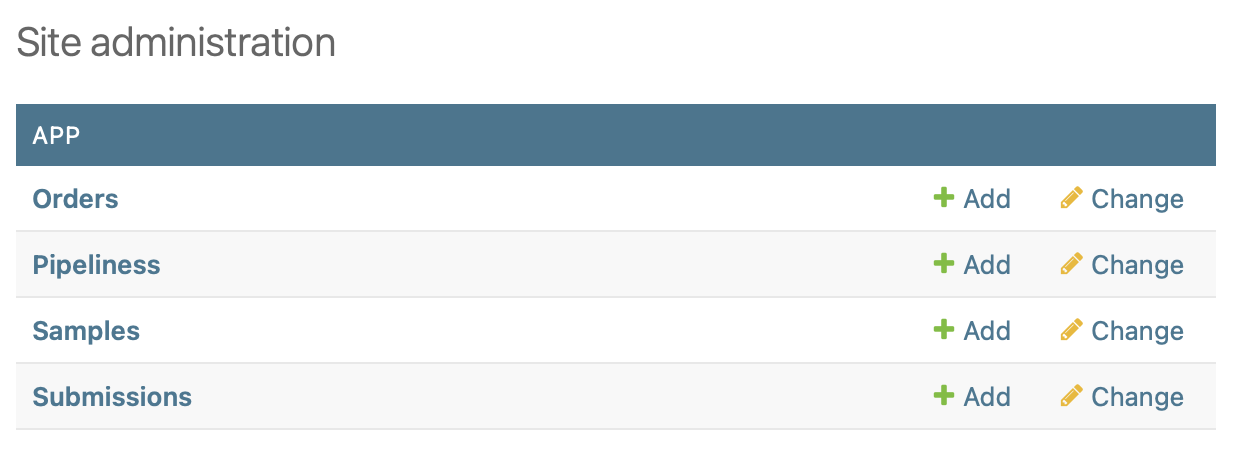 Site administration
APP
Orders Add Change
Pipeliness Add Change
Samples Add Change
Submissions Add Change